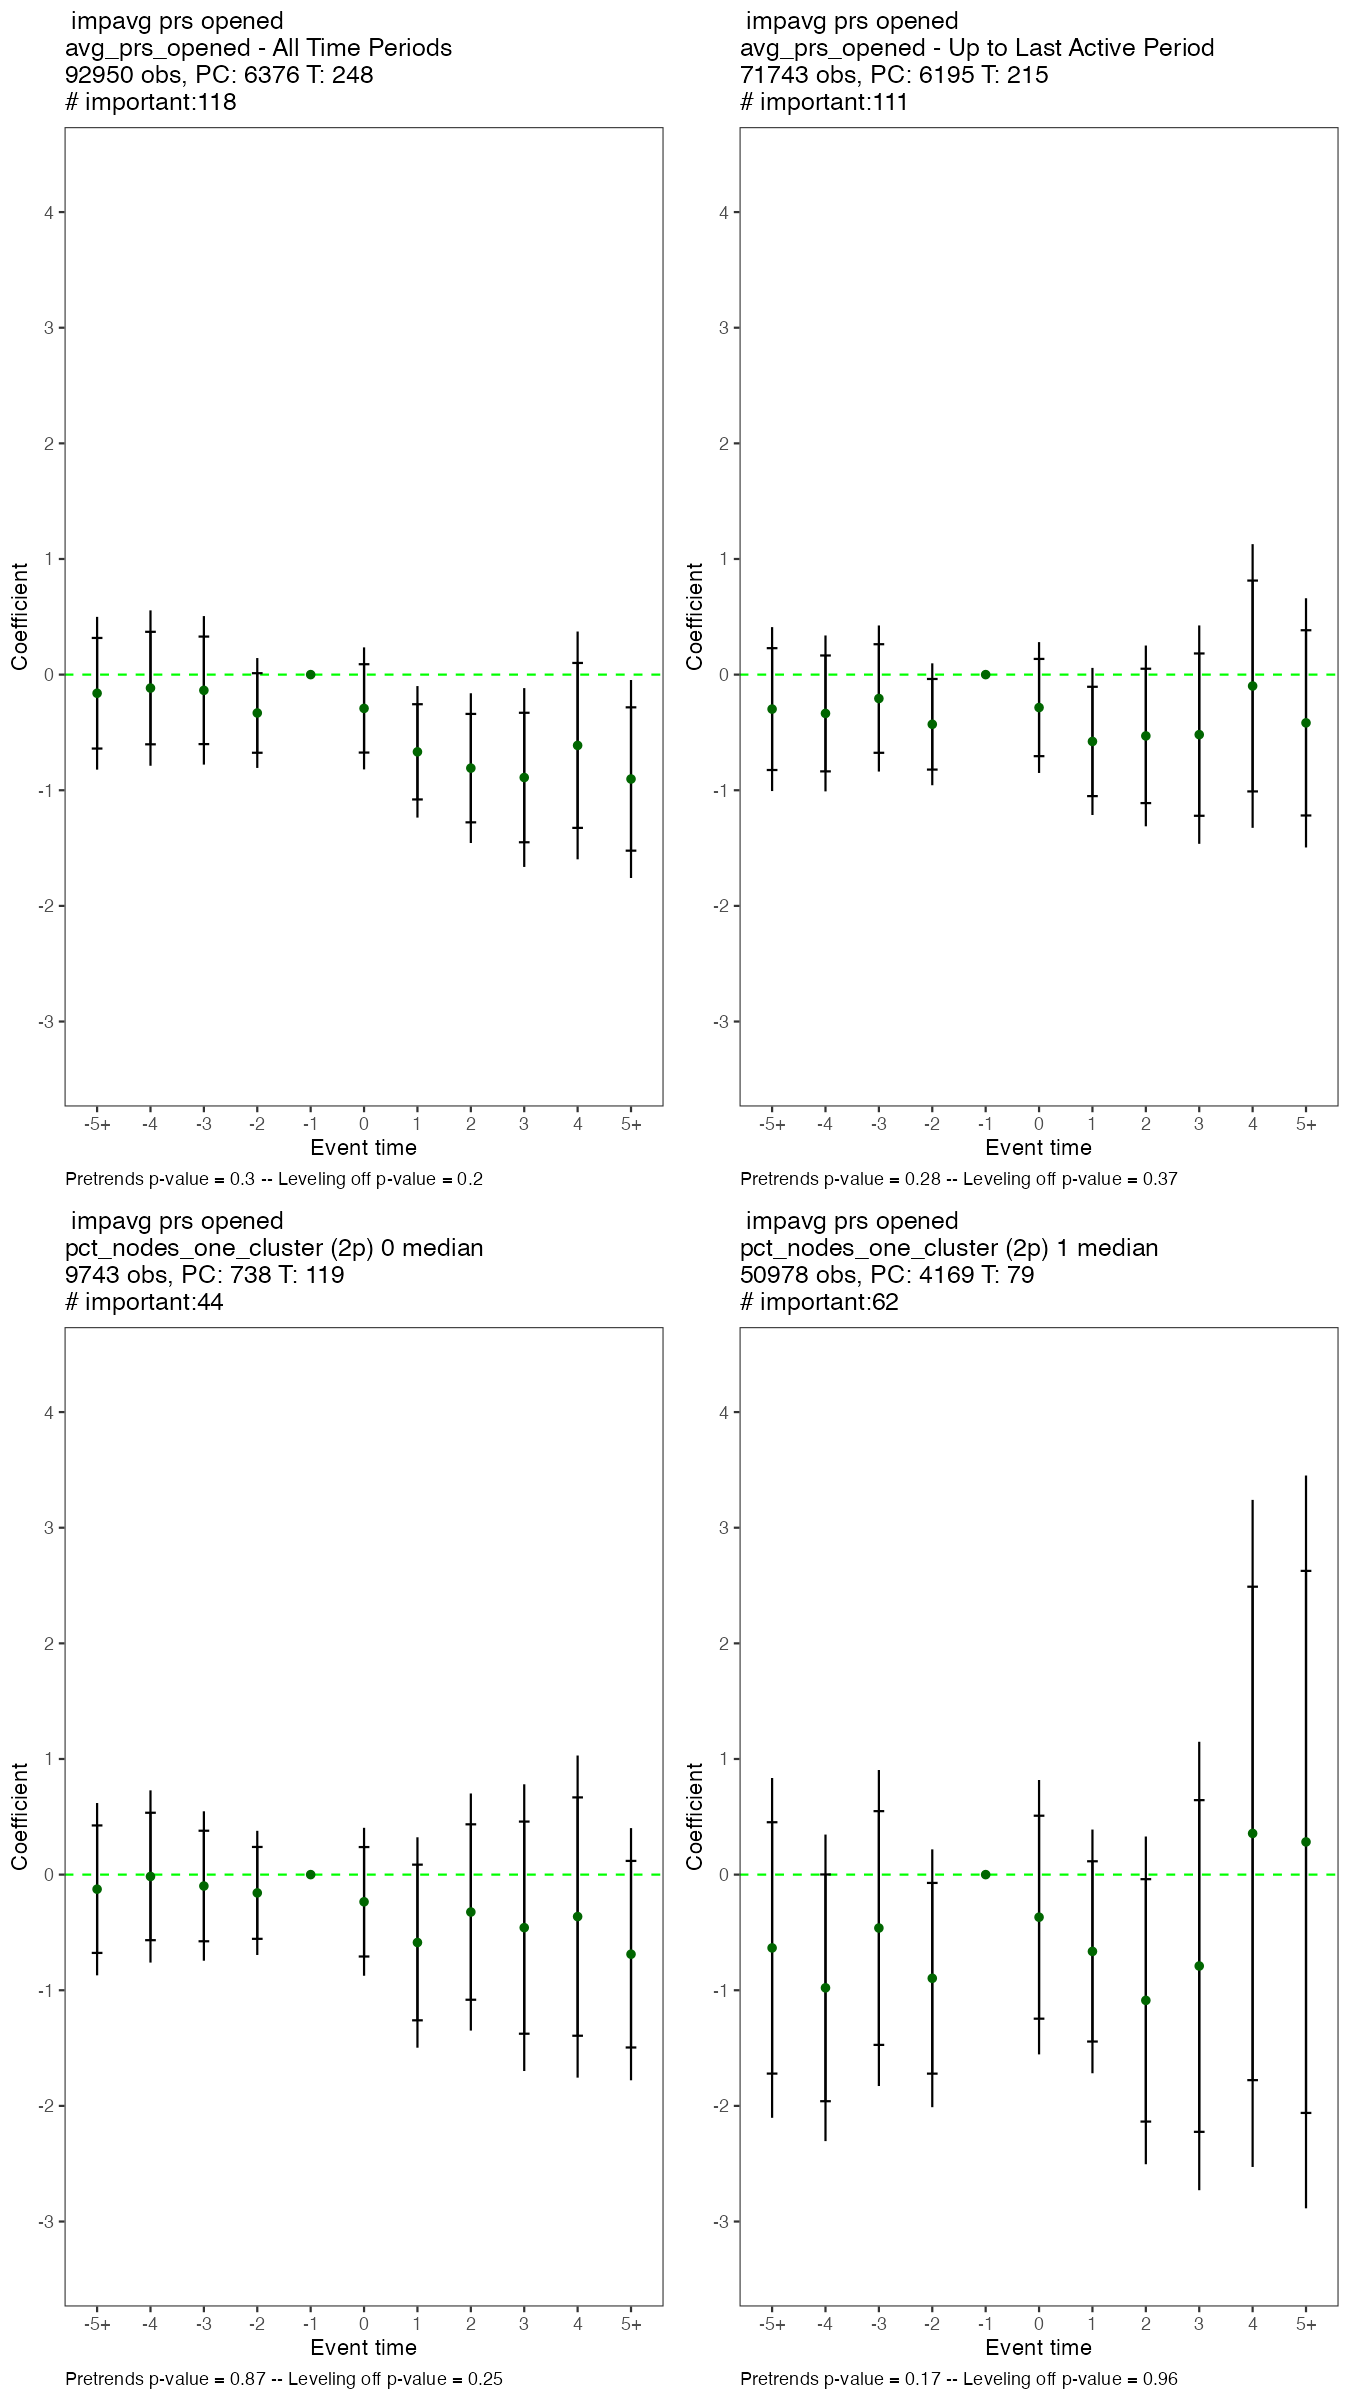 impavg prs opened
avg_prs_opened - All Time Periods
92950 obs, PC: 6376 T: 248
# important:118
4
3
2
1
0
-1
-2
-3
Coefficient
-5+ -4 -3 -2 -1 0 1 2 3 4 5+
Event time
Pretrends p-value = 0.3 -- Leveling off p-value = 0.2
impavg prs opened
avg_prs_opened - Up to Last Active Period
71743 obs, PC: 6195 T: 215
# important:111
4
3
2
1
0
-1
-2
-3
Coefficient
-5+ -4 -3 -2 -1 0 1 2 3 4 5+
Event time
Pretrends p-value = 0.28 -- Leveling off p-value = 0.37
impavg prs opened
pct_nodes_one_cluster (2p) 0 median
9743 obs, PC: 738 T: 119
# important:44
4
3
2
1
0
-1
-2
-3
Coefficient
-5+ -4 -3 -2 -1 0 1 2 3 4 5+
Event time
Pretrends p-value = 0.87 -- Leveling off p-value = 0.25
impavg prs opened
pct_nodes_one_cluster (2p) 1 median
50978 obs, PC: 4169 T: 79
# important:62
4
3
2
1
0
-1
-2
-3
Coefficient
-5+ -4 -3 -2 -1 0 1 2 3 4 5+
Event time
Pretrends p-value = 0.17 -- Leveling off p-value = 0.96